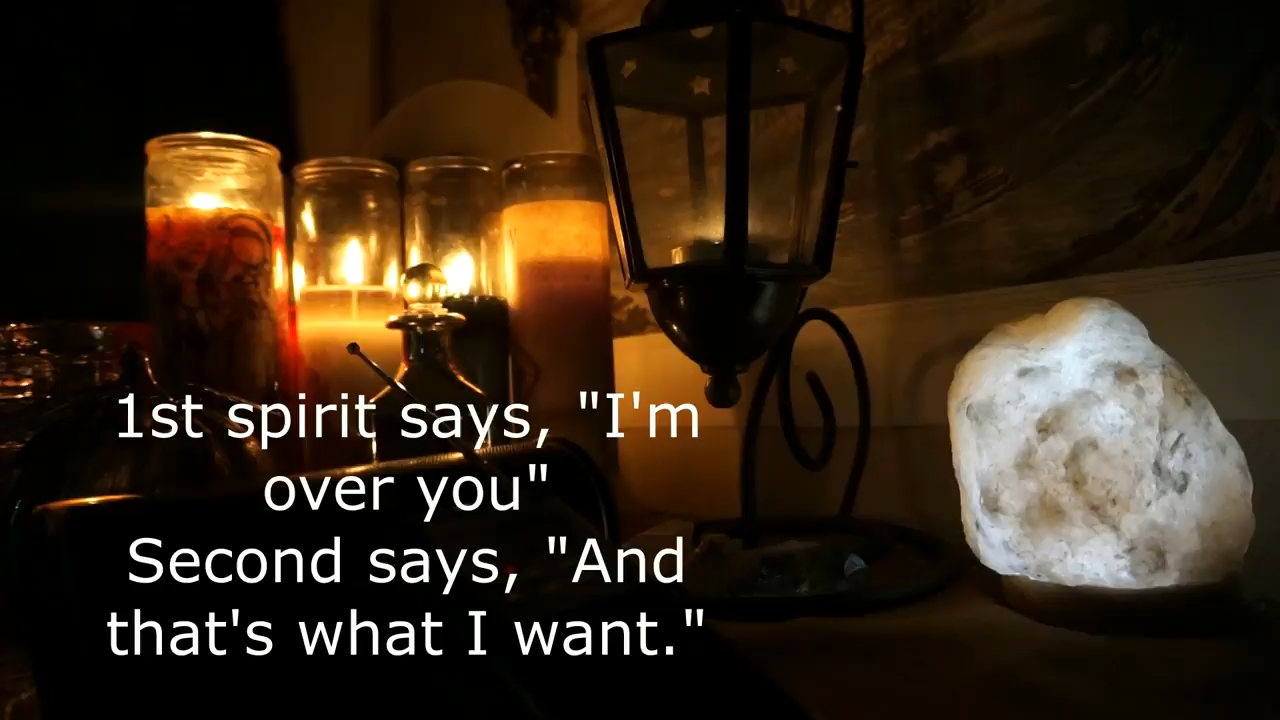 1st spirit says, "I'm
over you"
Second says, "And
that's what I want."